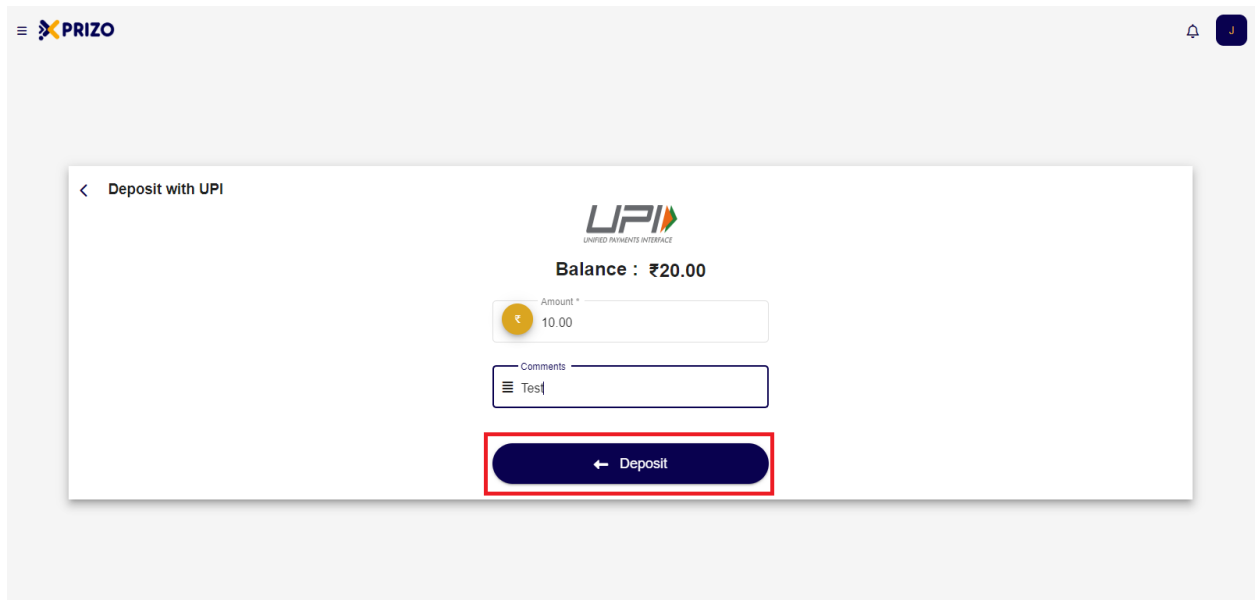 PRIZO
J
Deposit with UPI
UPI
UNIFIED PAYMENTS INTERFACE
Balance : ₹20.00
Amount *
₹ 10.00
Comments
Test
Deposit